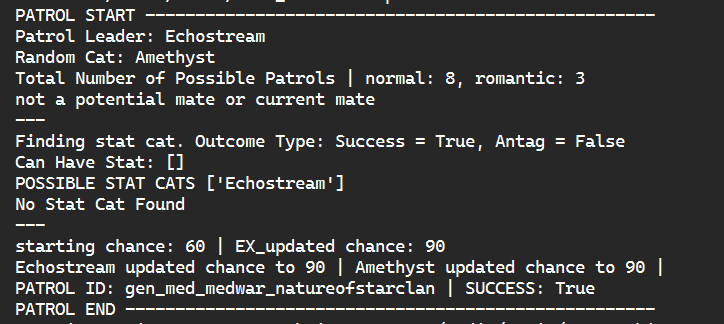 PATROL START ---------------------------------------------------
Patrol Leader: Echostream
Random Cat: Amethyst
Total Number of Possible Patrols | normal: 8, romantic: 3
not a potential mate or current mate
---
Finding stat cat. Outcome Type: Success = True, Antag = False
Can Have Stat: []
POSSIBLE STAT CATS ['Echostream']
No Stat Cat Found
---
starting chance: 60 | EX_updated chance: 90
Echostream updated chance to 90 | Amethyst updated chance to 90 |
PATROL ID: gen_med_medwar_natureofstarclan | SUCCESS: True
PATROL END -----------------------------------------------------